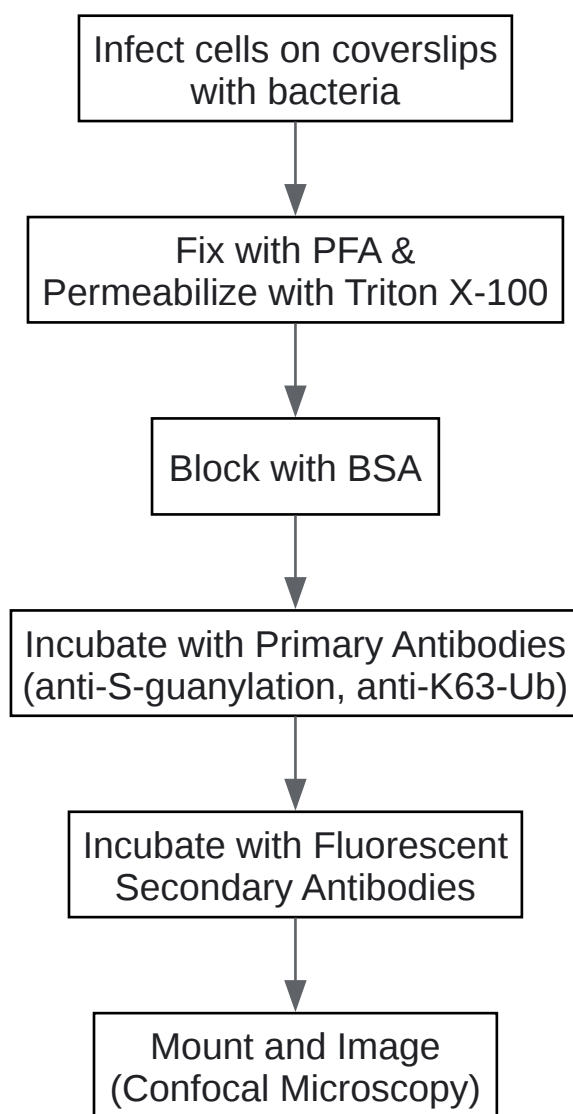 Infect cells on coverslips
with bacteria
Fix with PFA &
Permeabilize with Triton X-100
Block with BSA
Incubate with Primary Antibodies
(anti-S-guanylation, anti-K63-Ub)
Incubate with Fluorescent
Secondary Antibodies
Mount and Image
(Confocal Microscopy)